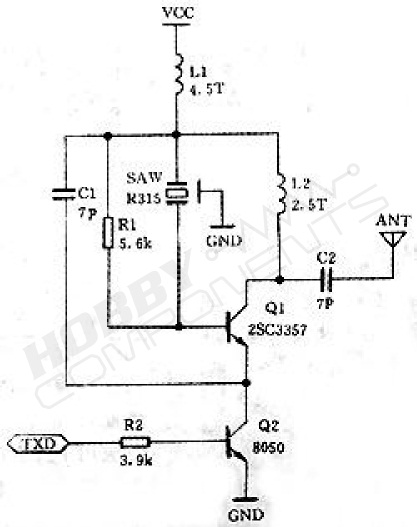 VCC
L1
4.5T
SAW
R315
C1
7P
R1
5.6k
GND
L2
2.5T
ANT
C2
7P
Q1
2SC3357
HOBBY
COMPONENTS
R2
3.9k
TXD
Q2
8050
GND